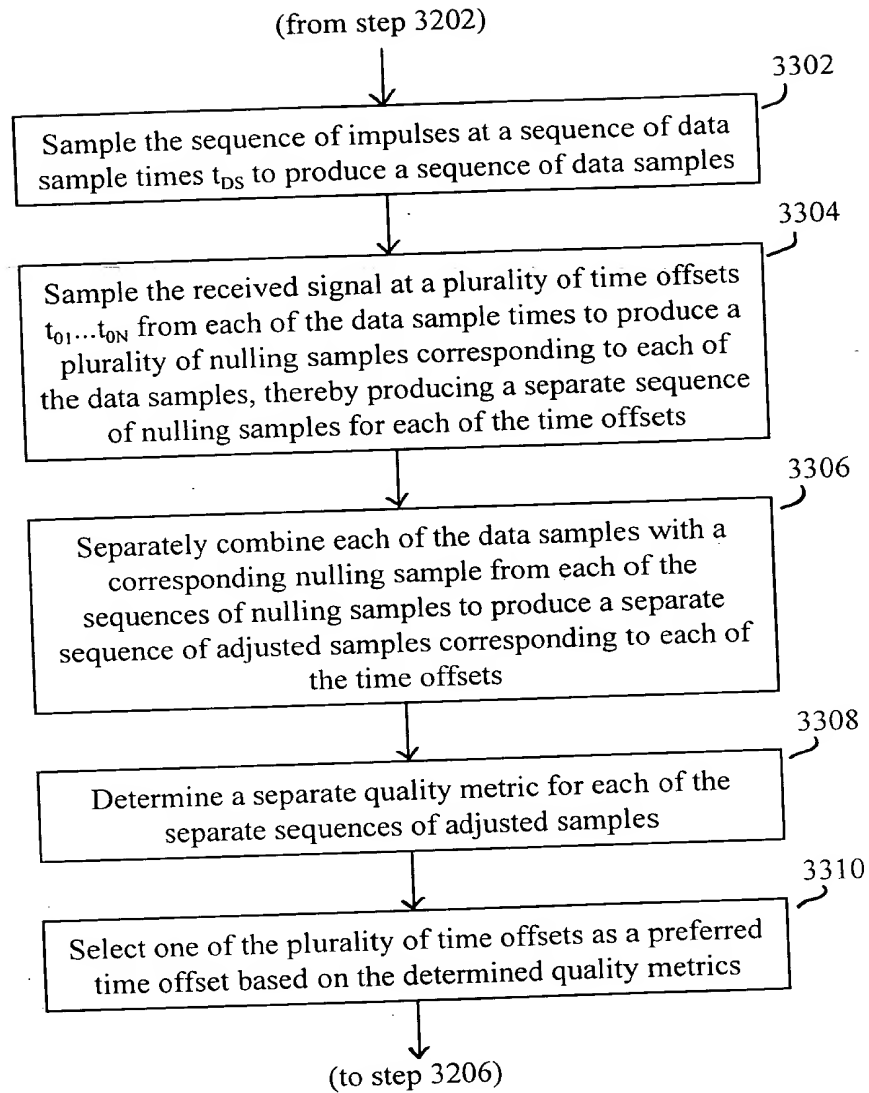 (from step 3202)
3302
Sample the sequence of impulses at a sequence of data
sample times tDS to produce a sequence of data samples
3304
Sample the received signal at a plurality of time offsets
t01...t0N from each of the data sample times to produce a
plurality of nulling samples corresponding to each of
the data samples, thereby producing a separate sequence
of nulling samples for each of the time offsets
3306
Separately combine each of the data samples with a
corresponding nulling sample from each of the
sequences of nulling samples to produce a separate
sequence of adjusted samples corresponding to each of
the time offsets
3308
Determine a separate quality metric for each of the
separate sequences of adjusted samples
3310
Select one of the plurality of time offsets as a preferred
time offset based on the determined quality metrics
(to step 3206)